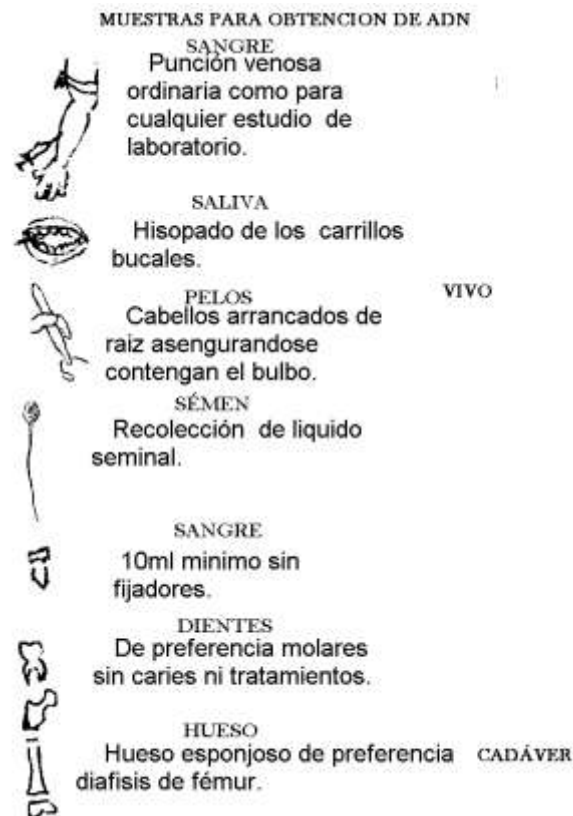 MUESTRAS PARA OBTENCION DE ADN
SANGRE
Punción venosa
ordinaria como para
cualquier estudio de
laboratorio.
SALIVA
Hisopado de los carrillos
bucales.
VIVO
PELOS
Cabellos arrancados de
raiz asengurandose
contengan el bulbo.
SÉMEN
Recolección de liquido
seminal.
SANGRE
10ml minimo sin
fijadores.
DIENTES
De preferencia molares
sin caries ni tratamientos.
HUESO
Hueso esponjoso de preferencia CADÁVER
diafisis de fémur.